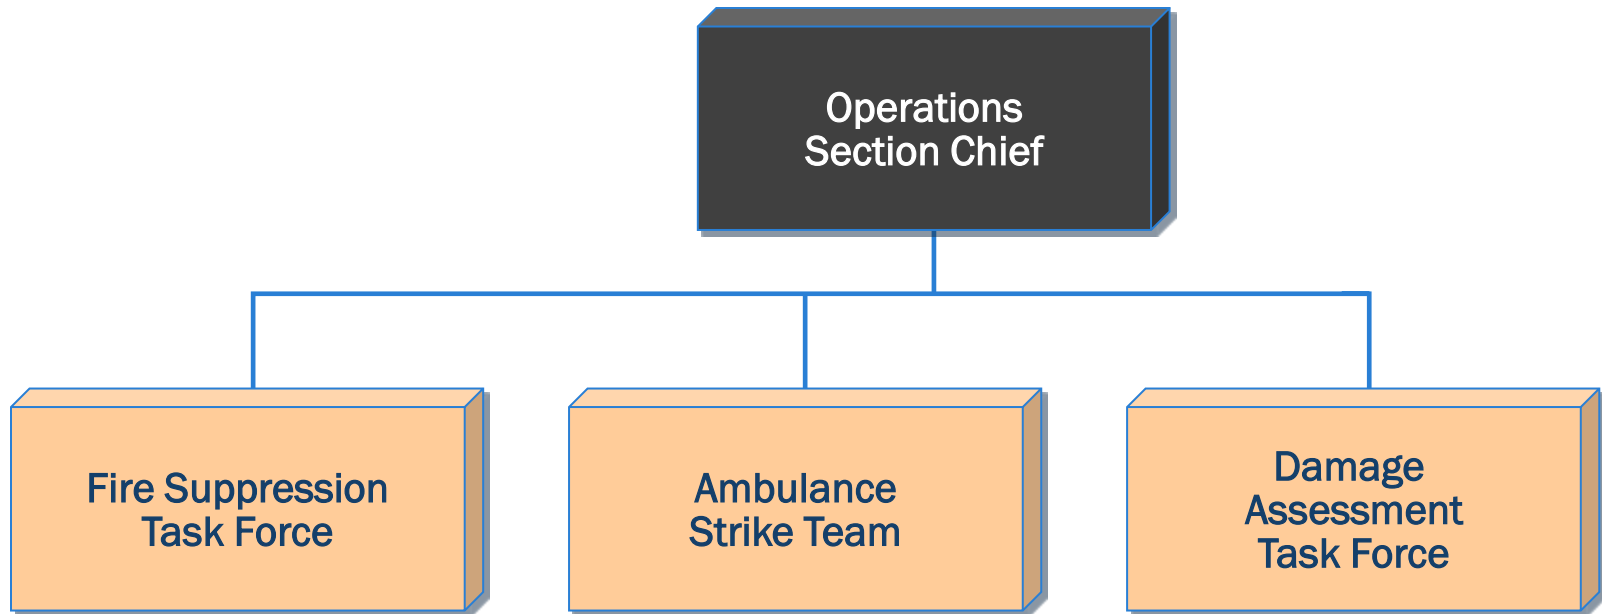 Operations
Section Chief
Fire Suppression
Task Force
Ambulance
Strike Team
Damage
Assessment
Task Force